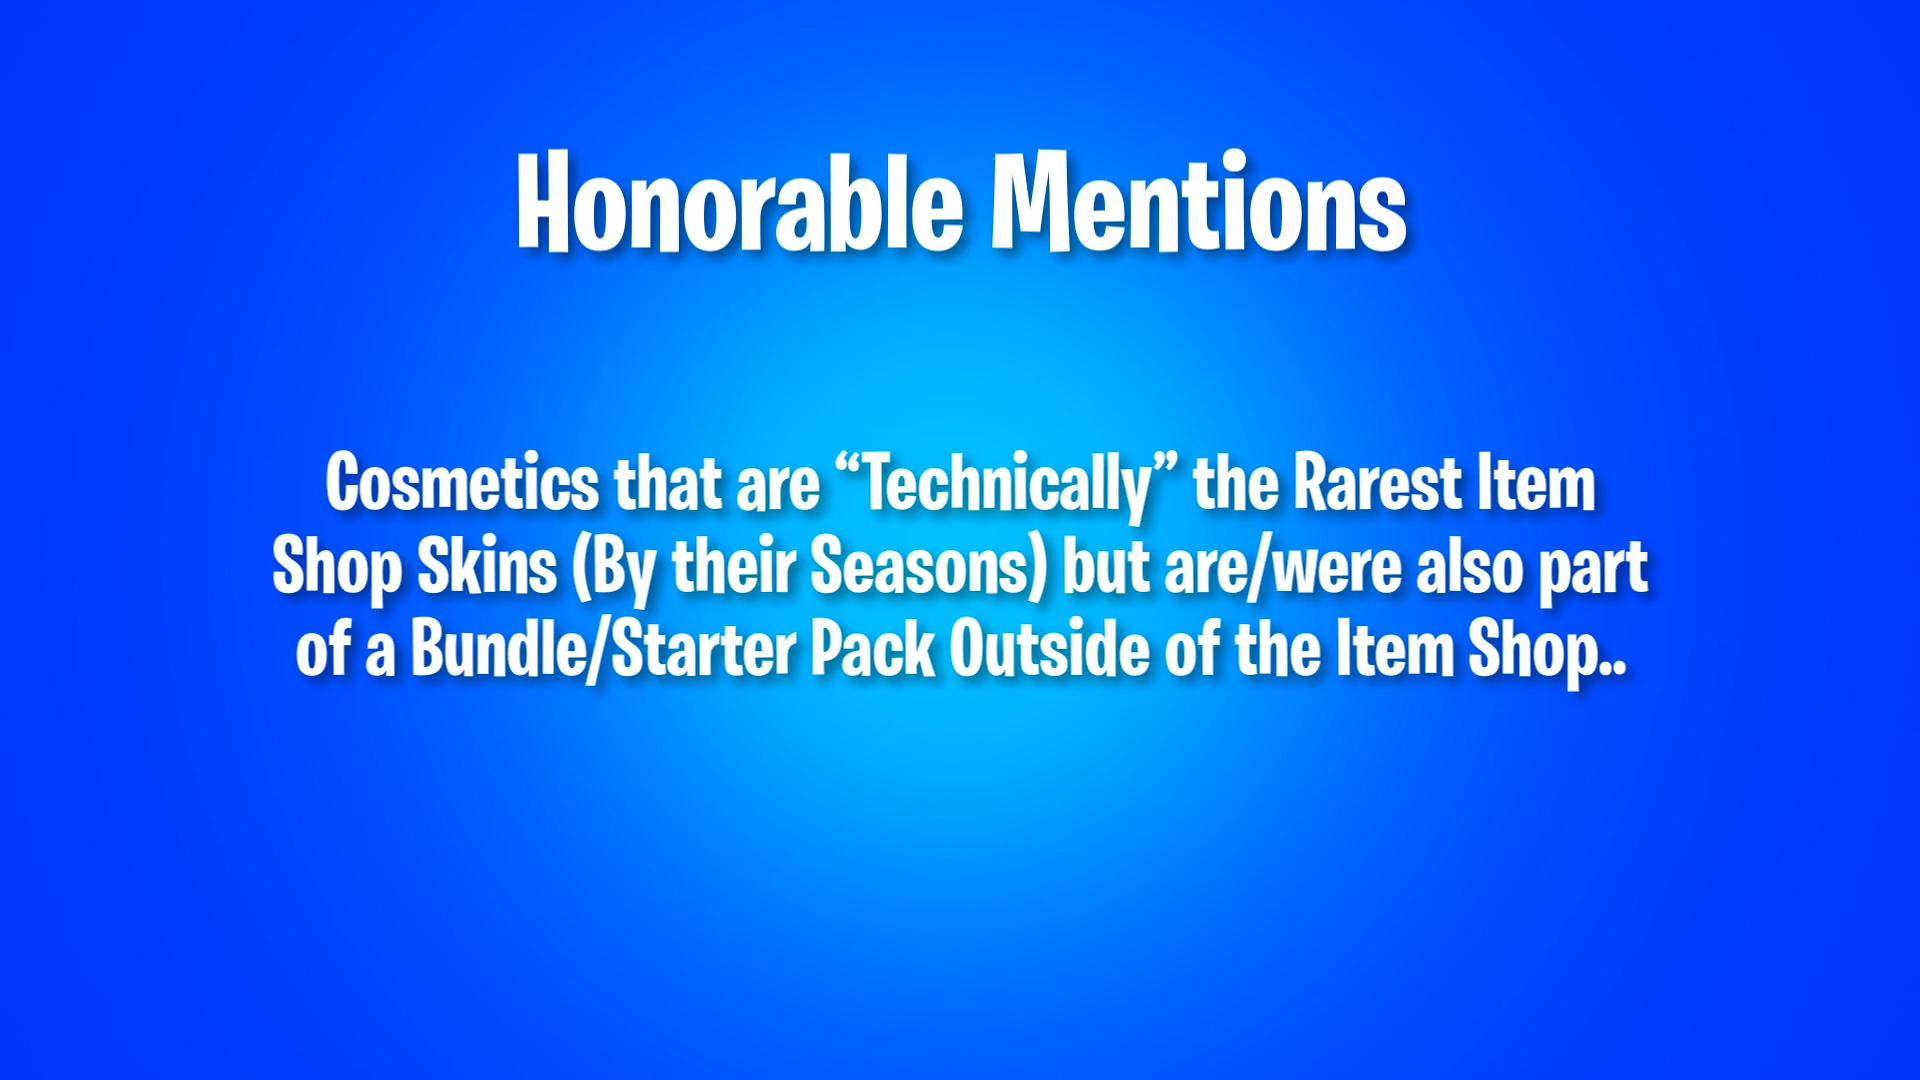 Honorable Mentions
Cosmetics that are “Technically” the Rarest Item
Shop Skins (By their Seasons) but are/were also part
of a Bundle/Starter Pack Outside of the Item Shop..